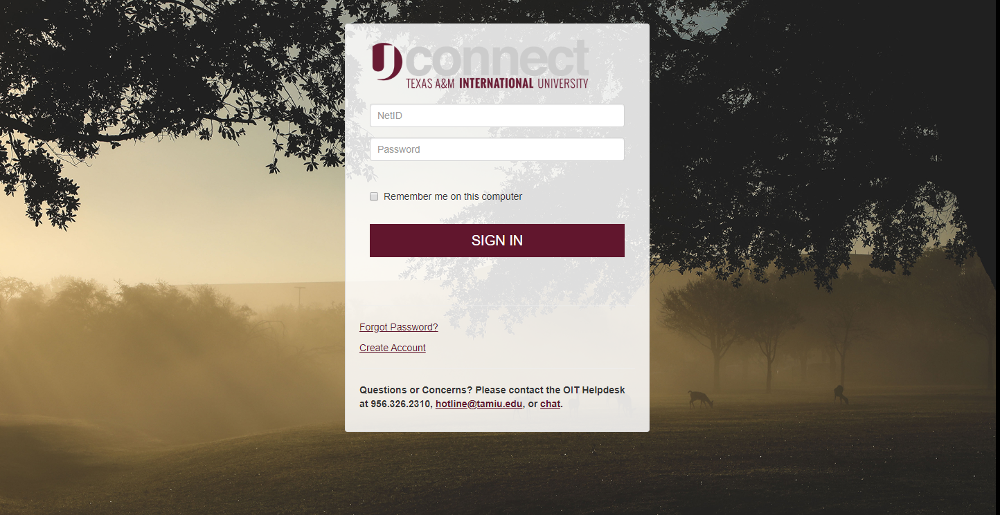 Uconnect
TEXAS A&M INTERNATIONAL UNIVERSITY
NetID
Password
Remember me on this computer
SIGN IN
Forgot Password?
Create Account
Questions or Concerns? Please contact the OIT Helpdesk
at 956.326.2310, hotline@tamiu.edu, or chat.